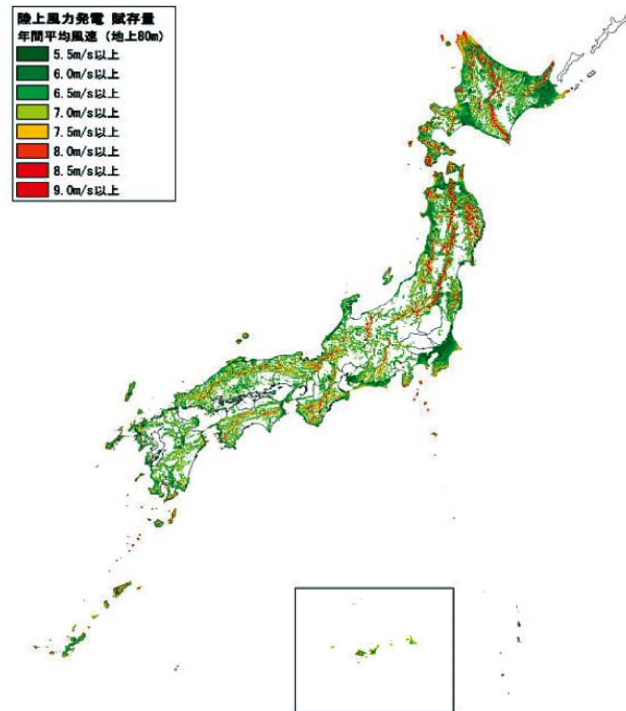 陸上風力発電 賦存量
年間平均風速 (地上80m)
5.5m/s以上
6.0m/s以上
6.5m/s以上
7.0m/s以上
7.5m/s以上
8.0m/s以上
8.5m/s以上
9.0m/s以上